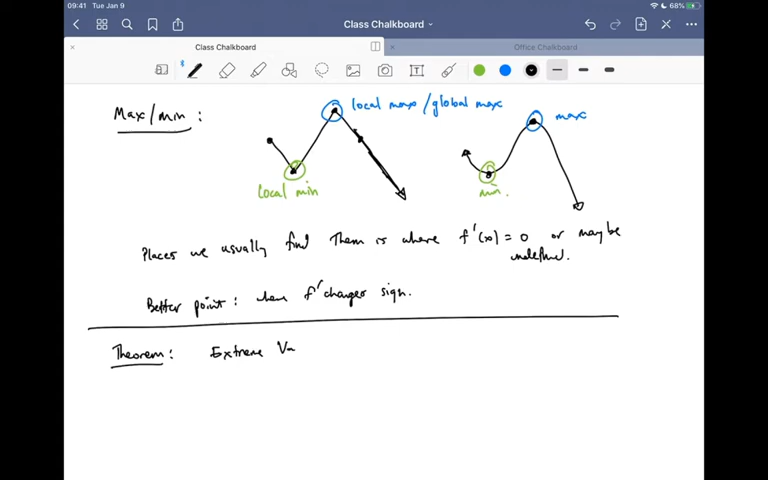 09:41 Tue Jan 9
68%
Class Chalkboard
Class Chalkboard
Office Chalkboard
Max/min :
local max /global max
max
local min
min.
Places we usually find them is where f'(x) = 0 or maybe
undefined.
Better point : where f' changes sign.
Theorem : Extreme Va